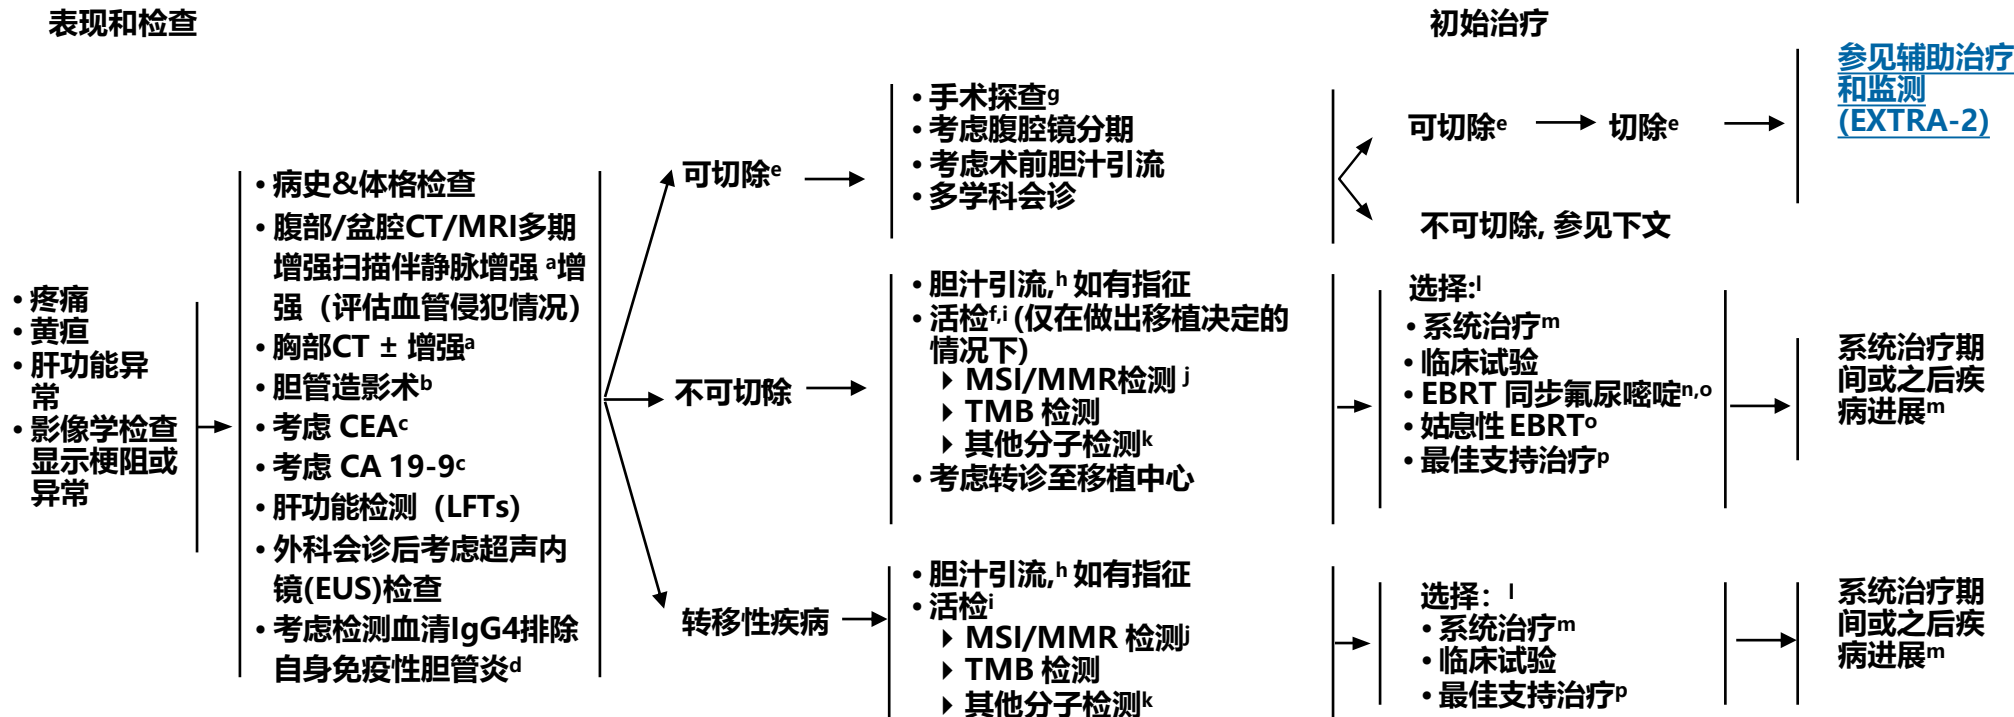 表现和检查
初始治疗
• 疼痛
• 黄疸
• 肝功能异
常
• 影像学检查
显示梗阻或
异常
• 病史&体格检查
• 腹部/盆腔CT/MRI多期
增强扫描伴静脉增强 a增
强（评估血管侵犯情况）
• 胸部CT ± 增强a
• 胆管造影术b
• 考虑 CEAc
• 考虑 CA 19-9c
• 肝功能检测（LFTs）
• 外科会诊后考虑超声内
镜(EUS)检查
• 考虑检测血清IgG4排除
自身免疫性胆管炎d
可切除e
• 手术探查g
• 考虑腹腔镜分期
• 考虑术前胆汁引流
• 多学科会诊
可切除e
切除e
参见辅助治疗
和监测
(EXTRA-2)
不可切除, 参见下文
不可切除
• 胆汁引流,h 如有指征
• 活检f,i (仅在做出移植决定的
情况下)
MSI/MMR检测 j
TMB 检测
其他分子检测k
• 考虑转诊至移植中心
选择:l
• 系统治疗m
• 临床试验
• EBRT 同步氟尿嘧啶n,o
• 姑息性 EBRTo
• 最佳支持治疗p
系统治疗期
间或之后疾
病进展m
转移性疾病
• 胆汁引流,h 如有指征
• 活检i
MSI/MMR 检测j
TMB 检测
其他分子检测k
选择：l
• 系统治疗m
• 临床试验
• 最佳支持治疗p
系统治疗期
间或之后疾
病进展m